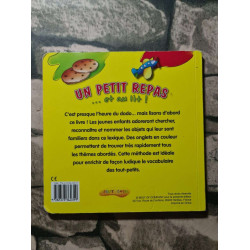 UN PETIT REPAS
... et au lit !
C'est presque l'heure du dodo... mais lisons d'abord
ce livre ! Les jeunes enfants adoreront chercher,
reconnaître et nommer les objets qui leur sont
familiers dans ce lexique. Des onglets en couleur
permettent de trouver très rapidement tous
les thèmes abordés. Cette méthode est idéale
pour enrichir de façon ludique le vocabulaire
des tout-petits.
CE